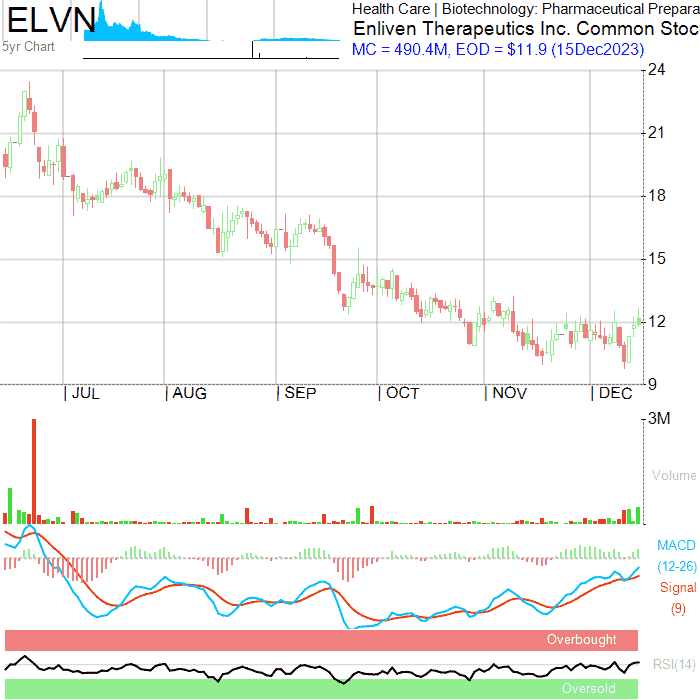 ELVN
Health Care | Biotechnology: Pharmaceutical Prepara
Enliven Therapeutics Inc. Common Stoc
5yr Chart
MC = 490.4M, EOD = $11.9 (15Dec2023)
24
21
18
15
12
9
| JUL | AUG | SEP | OCT | NOV | DEC
3M
Volume
MACD
(12-26)
Signal
(9)
Overbought
RSI(14)
Oversold